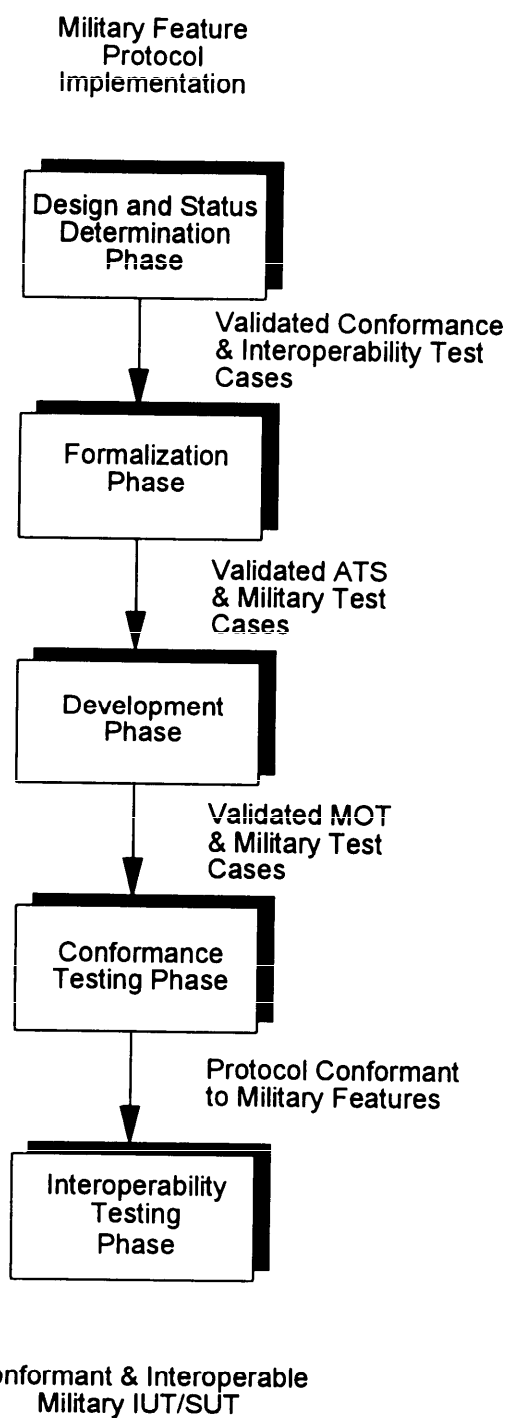 Military Feature
Protocol
Implementation
Design and Status
Determination
Phase
Validated Conformance
& Interoperability Test
Cases
Formalization
Phase
Validated ATS
& Military Test
Cases
Development
Phase
Validated MOT
& Military Test
Cases
Conformance
Testing Phase
Protocol Conformant
to Military Features
Interoperability
Testing
Phase
onformant & Interoperable
Military IUT/SUT